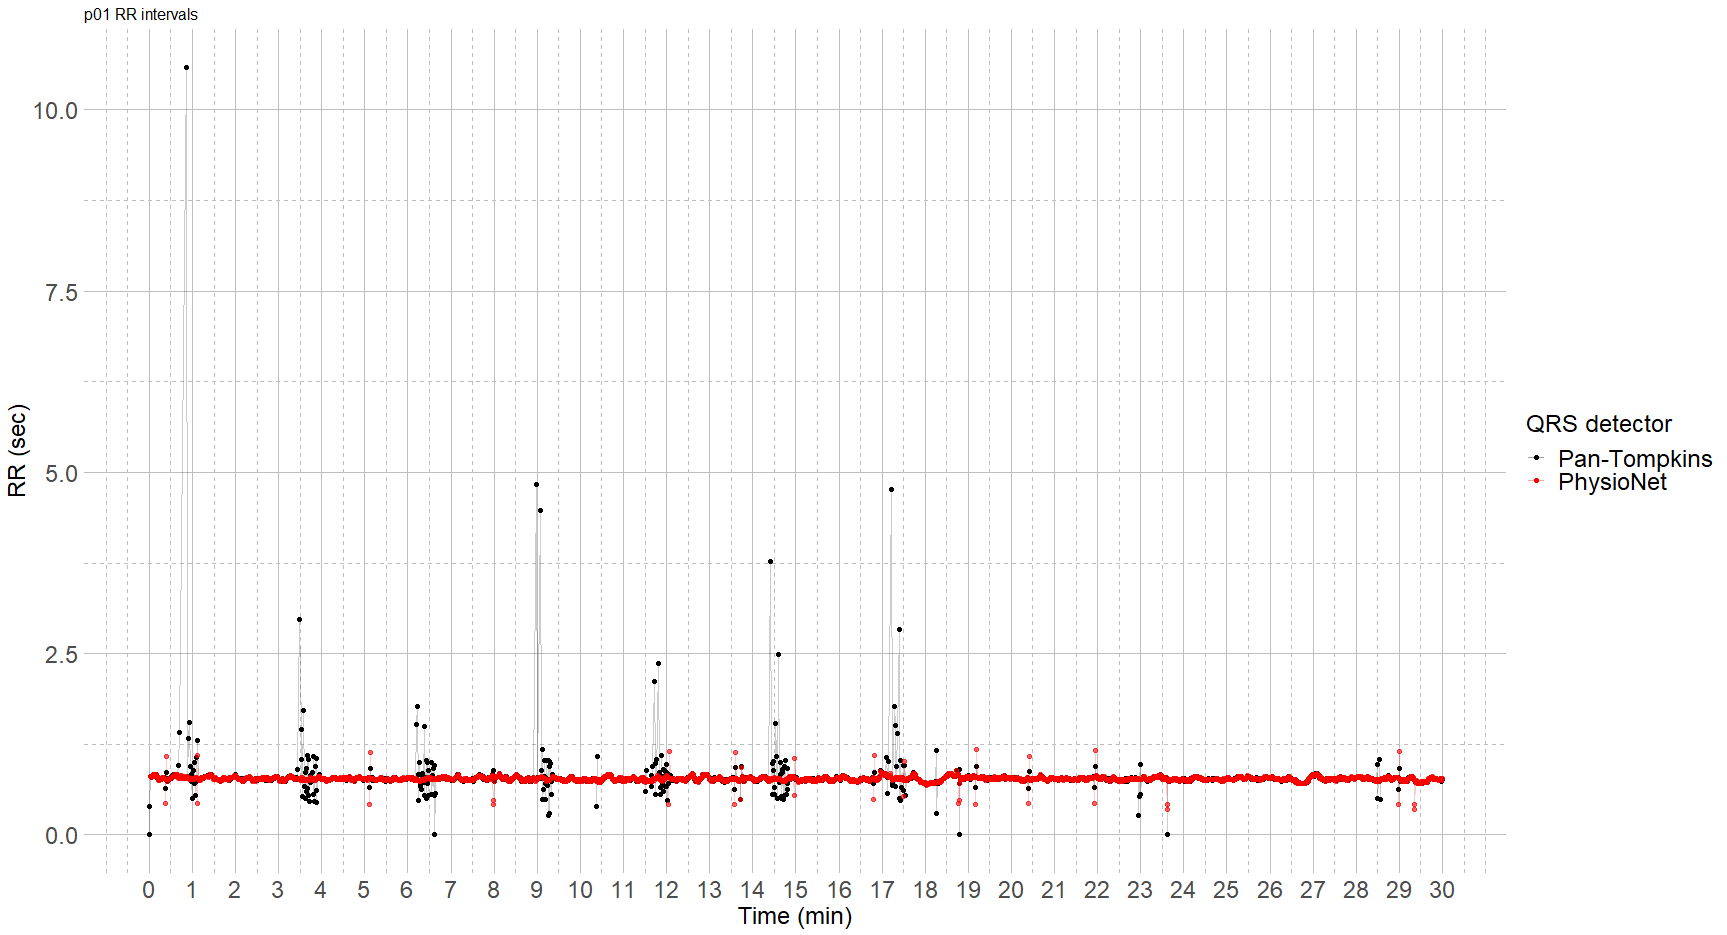 p01 RR intervals
10.0
7.5
5.0
2.5
0.0
RR (sec)
0 1 2 3 4 5 6 7 8 9 10 11 12 13 14 15 16 17 18 19 20 21 22 23 24 25 26 27 28 29 30
Time (min)
QRS detector
Pan-Tompkins
PhysioNet